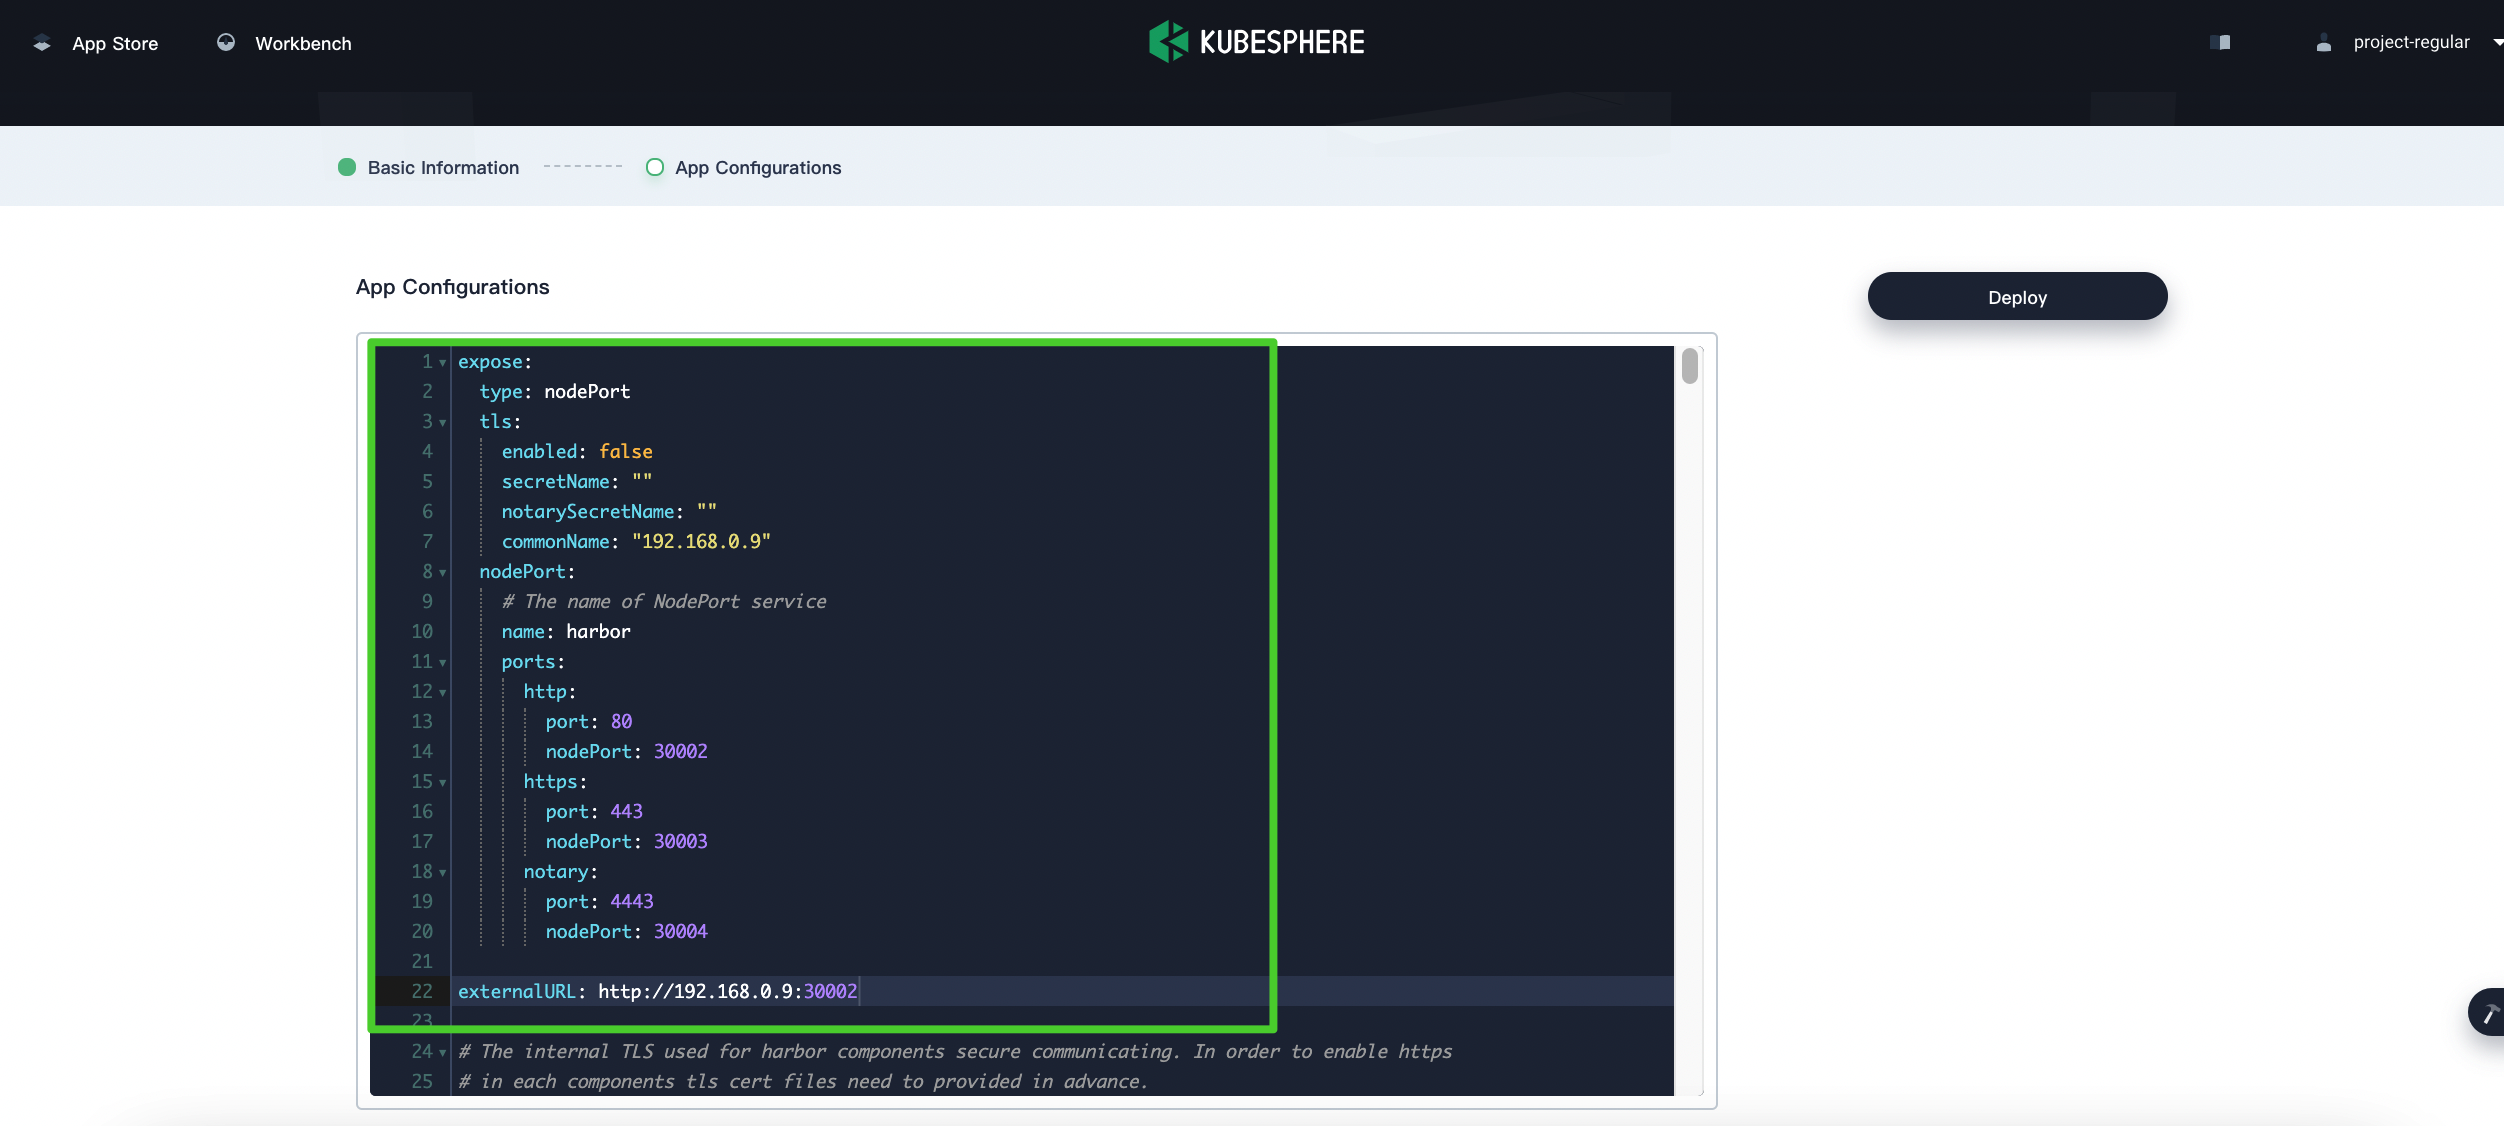 App Store
Workbench
KUBESPHERE
project-regular
Basic Information
App Configurations
App Configurations
Deploy
1 expose:
2   type: nodePort
3   tls:
4     enabled: false
5     secretName: ""
6     notarySecretName: ""
7     commonName: "192.168.0.9"
8   nodePort:
9     # The name of NodePort service
10     name: harbor
11     ports:
12       http:
13         port: 80
14         nodePort: 30002
15       https:
16         port: 443
17         nodePort: 30003
18       notary:
19         port: 4443
20         nodePort: 30004
21
22 externalURL: http://192.168.0.9:30002
23
24 # The internal TLS used for harbor components secure communicating. In order to enable https
25 # in each components tls cert files need to provided in advance.